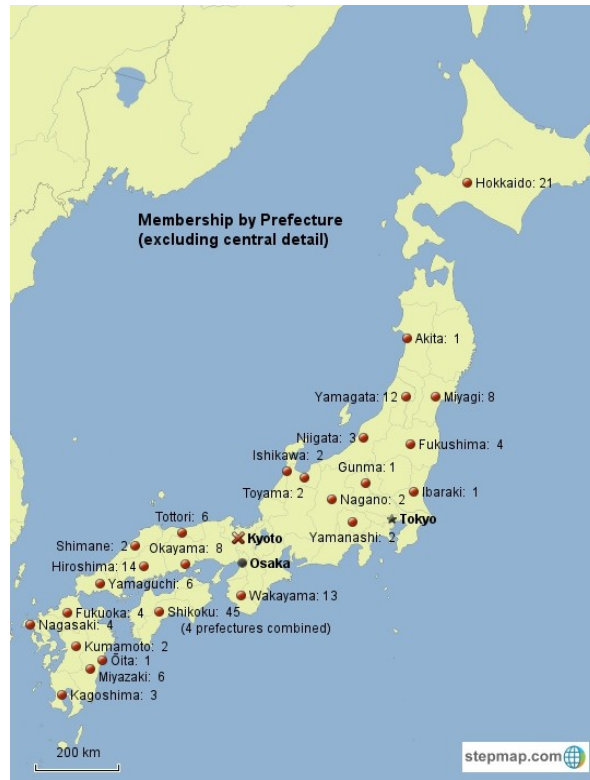 Hokkaido: 21
Membership by Prefecture
(excluding central detail)
Akita: 1
Yamagata: 12
Miyagi: 8
Niigata: 3
Fukushima: 4
Ishikawa: 2
Gunma: 1
Toyama: 2
Nagano: 2
Ibaraki: 1
Tokyo
Yamanashi: 2
Tottori: 6
Kyoto
Shimane: 2
Okayama: 8
Osaka
Hiroshima: 14
Yamaguchi: 6
Wakayama: 13
Fukuoka: 4
Shikoku: 45
(4 prefectures combined)
Nagasaki: 4
Kumamoto: 2
Ōita: 1
Miyazaki: 6
Kagoshima: 3
200 km
stepmap.com